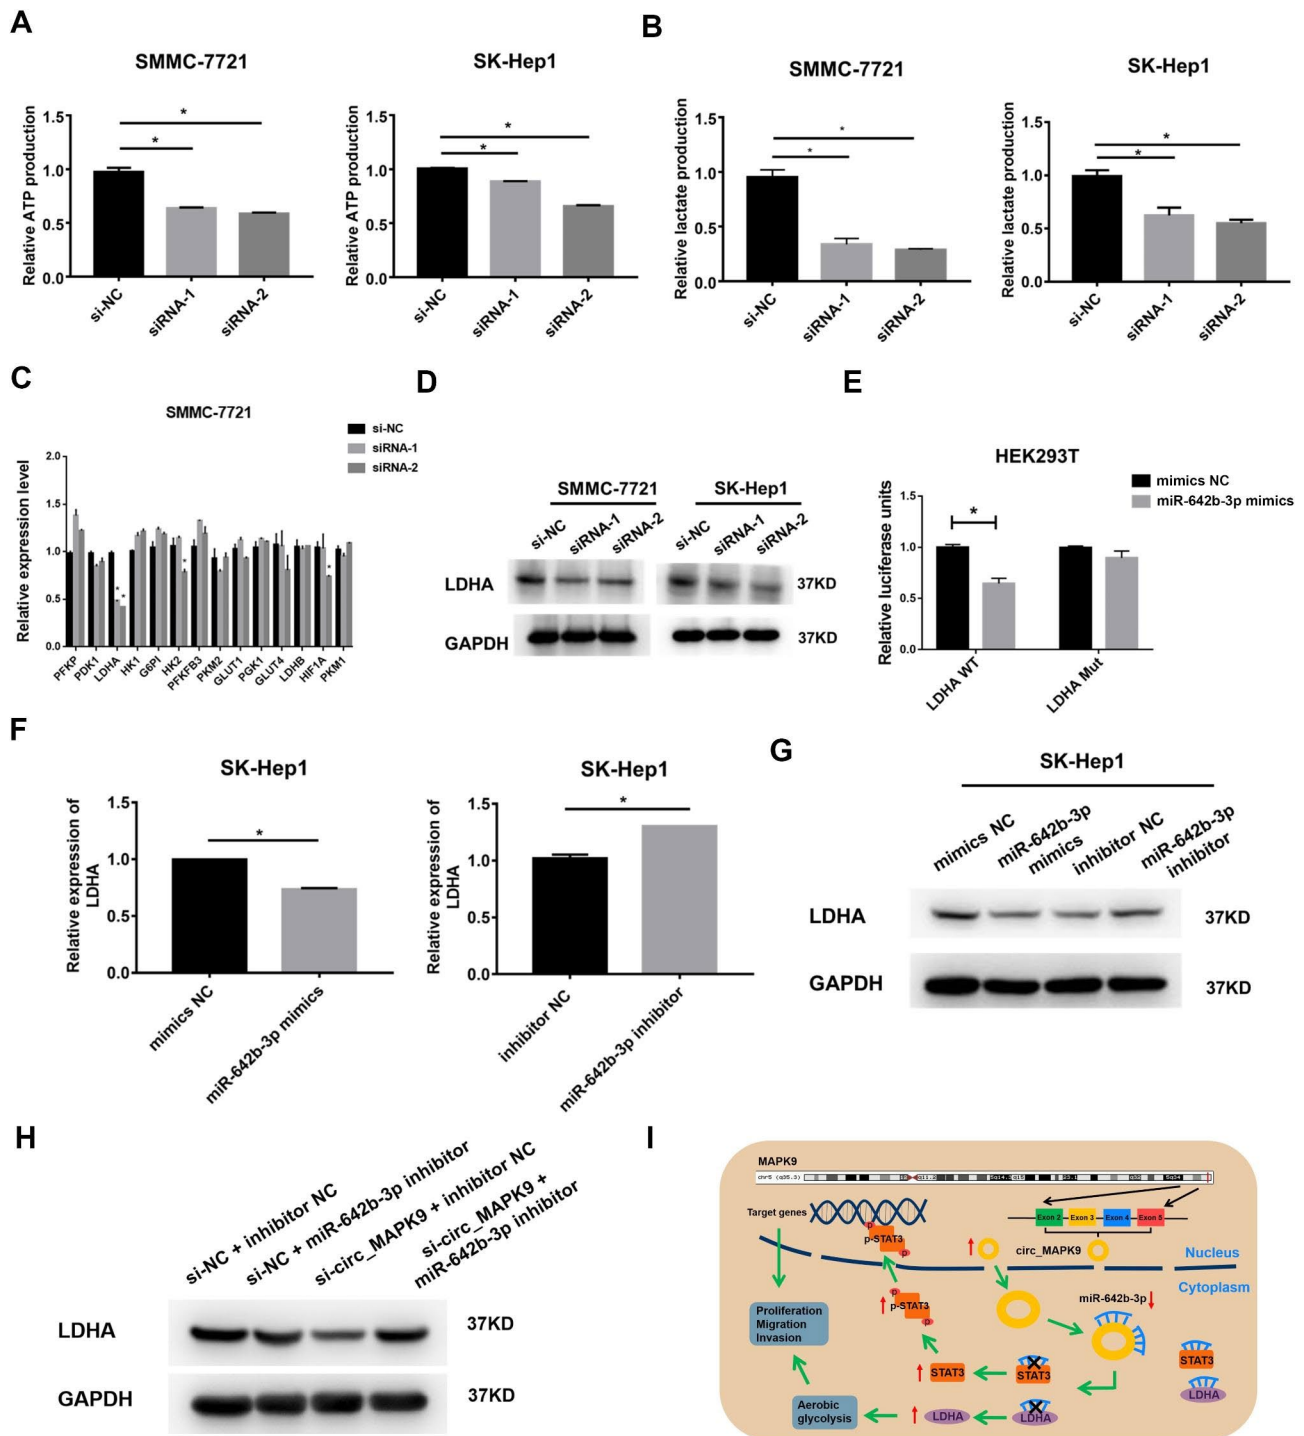 A
SMMC-7721
Relative ATP production
1.5
1.0
0.5
0.0
*
*
si-NC
siRNA-1
siRNA-2
SK-Hep1
Relative ATP production
1.5
1.0
0.5
0.0
*
*
si-NC
siRNA-1
siRNA-2
B
SMMC-7721
Relative lactate production
1.5
1.0
0.5
0.0
*
*
si-NC
siRNA-1
siRNA-2
SK-Hep1
Relative lactate production
1.5
1.0
0.5
0.0
*
*
si-NC
siRNA-1
siRNA-2
C
SMMC-7721
si-NC
siRNA-1
siRNA-2
Relative expression level
2.0
1.5
1.0
0.5
0.0
*
*
*
*
PFKP
PDK1
LDHA
HK1
G6PI
HK2
PFKFB3
PKM2
GLUT1
PGK1
GLUT4
LDHB
HIF1A
PKM1
D
SMMC-7721
SK-Hep1
si-NC
siRNA-1
siRNA-2
si-NC
siRNA-1
siRNA-2
LDHA
37KD
GAPDH
37KD
E
HEK293T
mimics NC
miR-642b-3p mimics
Relative luciferase units
1.5
1.0
0.5
0.0
*
LDHA WT
LDHA Mut
F
SK-Hep1
Relative expression of
LDHA
1.5
1.0
0.5
0.0
*
mimics NC
miR-642b-3p mimics
SK-Hep1
Relative expression of
LDHA
1.5
1.0
0.5
0.0
*
inhibitor NC
miR-642b-3p inhibitor
G
SK-Hep1
mimics NC
miR-642b-3p
mimics
inhibitor NC
miR-642b-3p
inhibitor
LDHA
37KD
GAPDH
37KD
H
si-NC + inhibitor NC
si-NC + miR-642b-3p inhibitor
si-circ_MAPK9 + inhibitor NC
si-circ_MAPK9 +
miR-642b-3p inhibitor
LDHA
37KD
GAPDH
37KD
I
MAPK9
chr5 (q35.3)
Target genes
p
p-STAT3
p
Exon 2
Exon 3
Exon 4
Exon 5
circ_MAPK9
Nucleus
Cytoplasm
p
p-STAT3
p
miR-642b-3p
Proliferation
Migration
Invasion
STAT3
STAT3
STAT3
LDHA
Aerobic
glycolysis
LDHA
LDHA